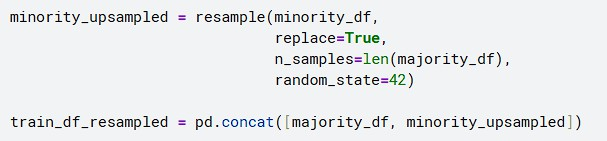 minority_upsampled = resample(minority_df,
                              replace=True,
                              n_samples=len(majority_df),
                              random_state=42)
train_df_resampled = pd.concat([majority_df, minority_upsampled])